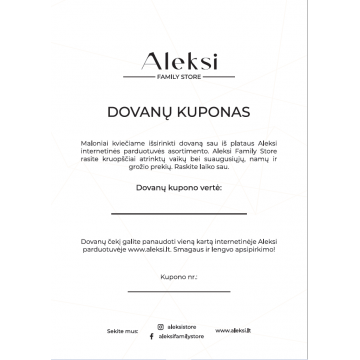 Aleksi
FAMILY STORE
DOVANŲ KUPONAS
Maloniai kviečiame išsirinkti dovaną sau iš plataus Aleksi
internetinės parduotuvės asortimento. Aleksi Family Store
rasite kruopščiai atrinktų vaikų bei suaugusiųjų, namų ir
grožio prekių. Raskite laiko sau.
Dovanų kupono vertė:
Dovanų čekį galite panaudoti vieną kartą internetinėje Aleksi
parduotuvėje www.aleksi.lt. Smagaus ir lengvo apsipirkimo!
Kupono nr.:
Sekite mus:
aleksistore
aleksifamilystore
www.aleksi.lt